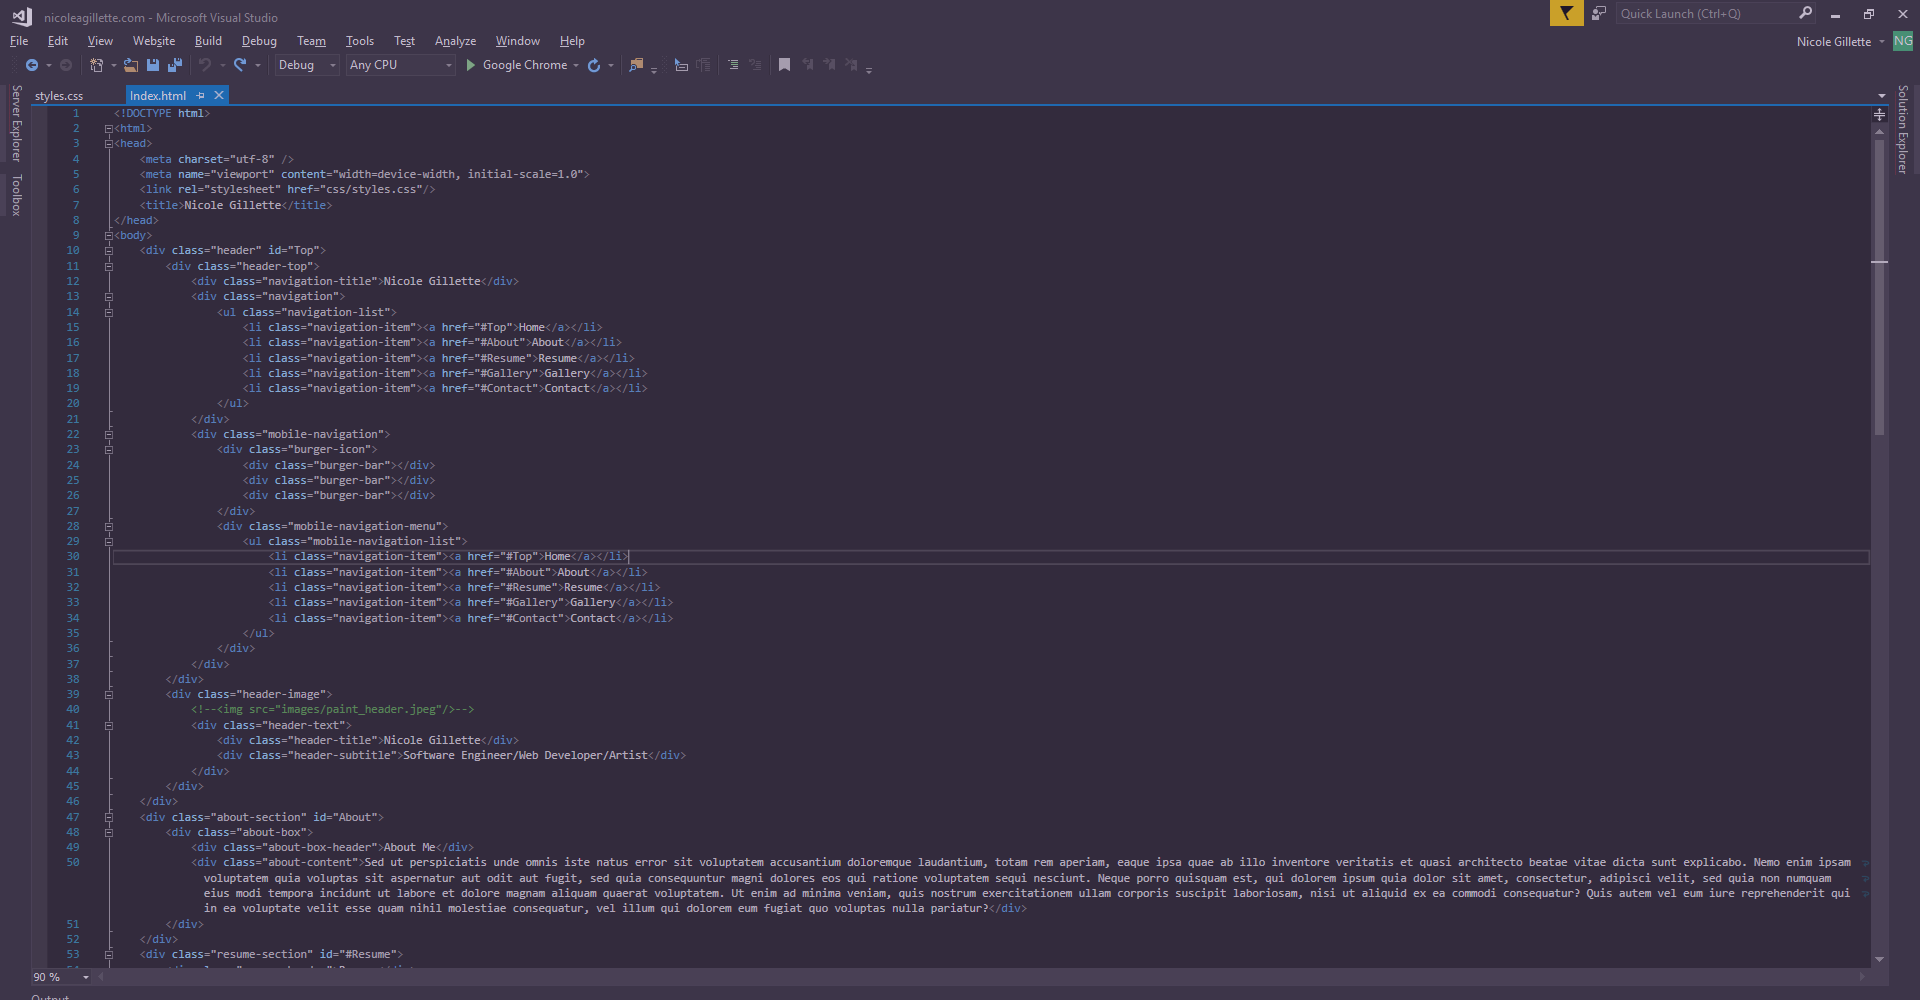 nicoleagillette.com - Microsoft Visual Studio
Quick Launch (Ctrl+Q)
File Edit View Website Build Debug Team Tools Test Analyze Window Help
Nicole Gillette NG
Debug Any CPU Google Chrome
Server Explorer
Toolbox
Solution Explorer
styles.css Index.html
1 <!DOCTYPE html>
2 <html>
3 <head>
4 <meta charset="utf-8" />
5 <meta name="viewport" content="width=device-width, initial-scale=1.0">
6 <link rel="stylesheet" href="css/styles.css"/>
7 <title>Nicole Gillette</title>
8 </head>
9 <body>
10 <div class="header" id="Top">
11 <div class="header-top">
12 <div class="navigation-title">Nicole Gillette</div>
13 <div class="navigation">
14 <ul class="navigation-list">
15 <li class="navigation-item"><a href="#Top">Home</a></li>
16 <li class="navigation-item"><a href="#About">About</a></li>
17 <li class="navigation-item"><a href="#Resume">Resume</a></li>
18 <li class="navigation-item"><a href="#Gallery">Gallery</a></li>
19 <li class="navigation-item"><a href="#Contact">Contact</a></li>
20 </ul>
21 </div>
22 <div class="mobile-navigation">
23 <div class="burger-icon">
24 <div class="burger-bar"></div>
25 <div class="burger-bar"></div>
26 <div class="burger-bar"></div>
27 </div>
28 <div class="mobile-navigation-menu">
29 <ul class="mobile-navigation-list">
30 <li class="navigation-item"><a href="#Top">Home</a></li>
31 <li class="navigation-item"><a href="#About">About</a></li>
32 <li class="navigation-item"><a href="#Resume">Resume</a></li>
33 <li class="navigation-item"><a href="#Gallery">Gallery</a></li>
34 <li class="navigation-item"><a href="#Contact">Contact</a></li>
35 </ul>
36 </div>
37 </div>
38 </div>
39 <div class="header-image">
40 <!--<img src="images/paint_header.jpeg"/>-->
41 <div class="header-text">
42 <div class="header-title">Nicole Gillette</div>
43 <div class="header-subtitle">Software Engineer/Web Developer/Artist</div>
44 </div>
45 </div>
46 </div>
47 <div class="about-section" id="About">
48 <div class="about-box">
49 <div class="about-box-header">About Me</div>
50 <div class="about-content">Sed ut perspiciatis unde omnis iste natus error sit voluptatem accusantium doloremque laudantium, totam rem aperiam, eaque ipsa quae ab illo inventore veritatis et quasi architecto beatae vitae dicta sunt explicabo. Nemo enim ipsam
voluptatem quia voluptas sit aspernatur aut odit aut fugit, sed quia consequuntur magni dolores eos qui ratione voluptatem sequi nesciunt. Neque porro quisquam est, qui dolorem ipsum quia dolor sit amet, consectetur, adipisci velit, sed quia non numquam
eius modi tempora incidunt ut labore et dolore magnam aliquam quaerat voluptatem. Ut enim ad minima veniam, quis nostrum exercitationem ullam corporis suscipit laboriosam, nisi ut aliquid ex ea commodi consequatur? Quis autem vel eum iure reprehenderit qui
in ea voluptate velit esse quam nihil molestiae consequatur, vel illum qui dolorem eum fugiat quo voluptas nulla pariatur?</div>
51 </div>
52 </div>
53 <div class="resume-section" id="#Resume">
90 %
Output